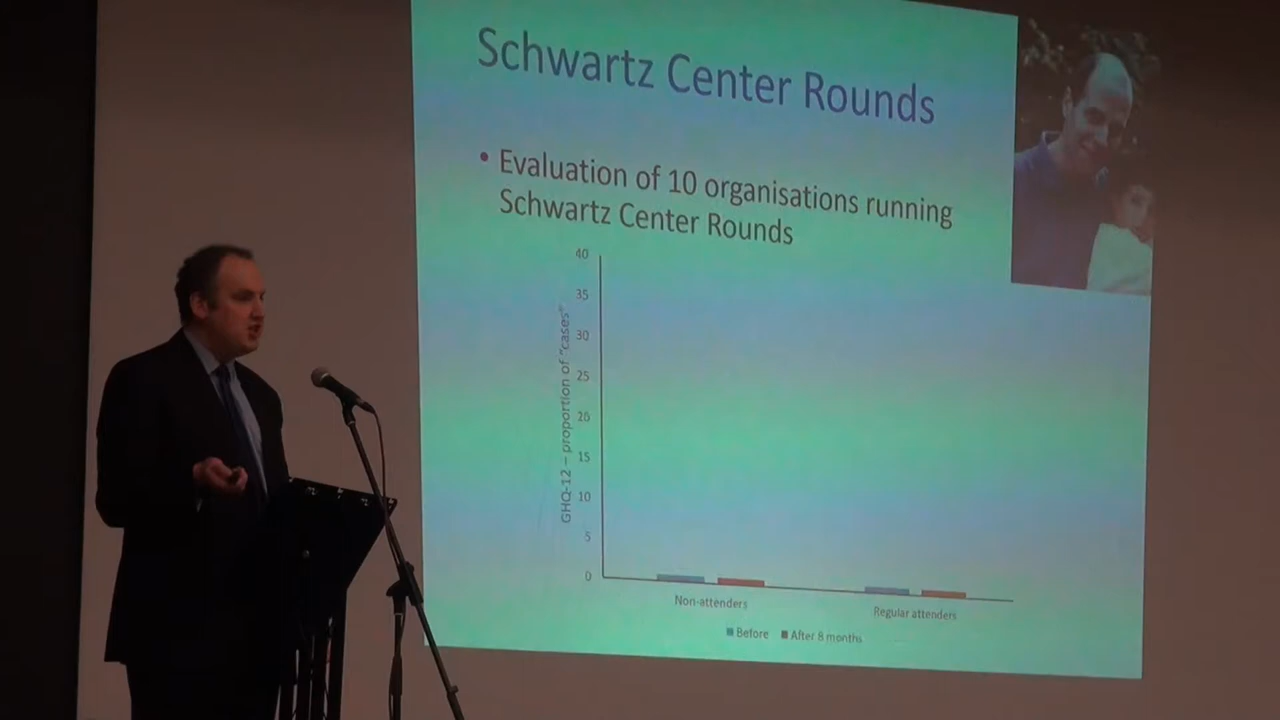 Schwartz Center Rounds
• Evaluation of 10 organisations running
Schwartz Center Rounds
40
35
30
25
20
15
10
5
0
GHQ-12 – proportion of "cases"
Non-attenders
Regular attenders
Before
After 8 months